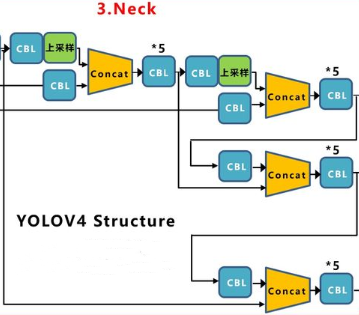 3.Neck
*5
CBL 上采样 Concat CBL CBL 上采样
CBL
*5
Concat CBL
CBL
*5
CBL Concat CBL
YOLOV4 Structure
*5
CBL Concat CBL